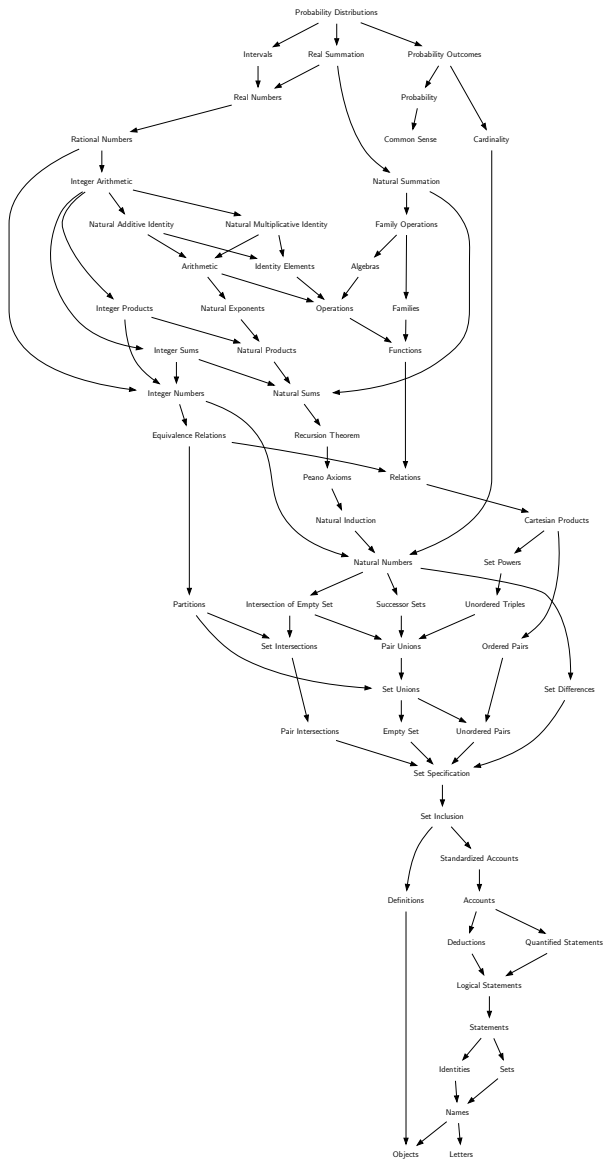 Probability Distributions
Intervals Real Summation Probability Outcomes
Real Numbers Probability
Rational Numbers Common Sense Cardinality
Integer Arithmetic Natural Summation
Natural Additive Identity Natural Multiplicative Identity Family Operations
Arithmetic Identity Elements Algebras
Integer Products Natural Exponents Operations Families
Integer Sums Natural Products Functions
Integer Numbers Natural Sums
Equivalence Relations Recursion Theorem
Peano Axioms Relations
Natural Induction Cartesian Products
Natural Numbers Set Powers
Partitions Intersection of Empty Set Successor Sets Unordered Triples
Set Intersections Pair Unions Ordered Pairs
Set Unions Set Differences
Pair Intersections Empty Set Unordered Pairs
Set Specification
Set Inclusion
Standardized Accounts
Definitions Accounts
Deductions Quantified Statements
Logical Statements
Statements
Identities Sets
Names
Objects Letters